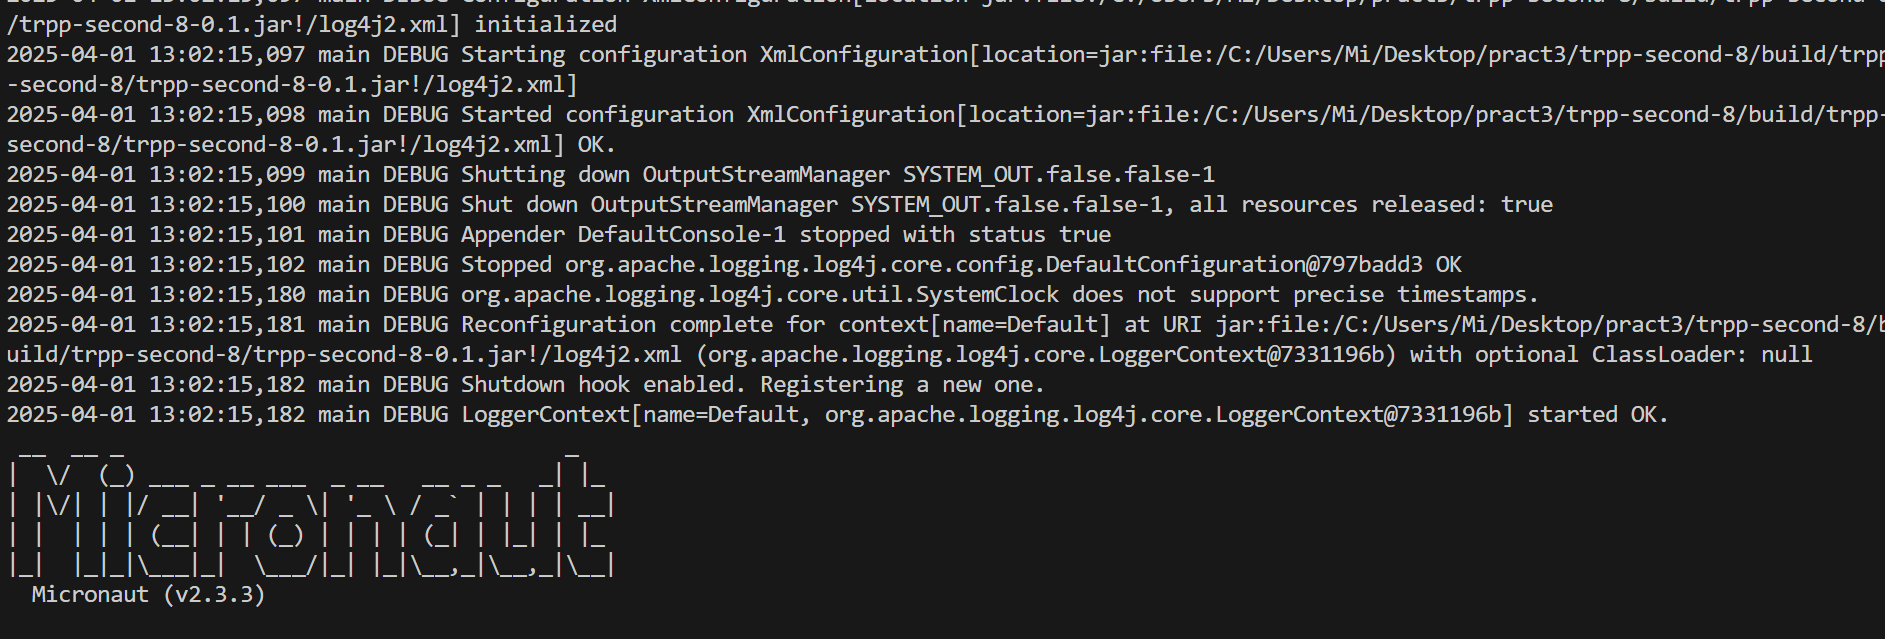 /trpp-second-8-0.1.jar!/log4j2.xml] initialized
2025-04-01 13:02:15,097 main DEBUG Starting configuration XmlConfiguration[location=jar:file:/C:/Users/Mi/Desktop/pract3/trpp-second-8/build/trpp
-second-8/trpp-second-8-0.1.jar!/log4j2.xml]
2025-04-01 13:02:15,098 main DEBUG Started configuration XmlConfiguration[location=jar:file:/C:/Users/Mi/Desktop/pract3/trpp-second-8/build/trpp-
second-8/trpp-second-8-0.1.jar!/log4j2.xml] OK.
2025-04-01 13:02:15,099 main DEBUG Shutting down OutputStreamManager SYSTEM_OUT.false.false-1
2025-04-01 13:02:15,100 main DEBUG Shut down OutputStreamManager SYSTEM_OUT.false.false-1, all resources released: true
2025-04-01 13:02:15,101 main DEBUG Appender DefaultConsole-1 stopped with status true
2025-04-01 13:02:15,102 main DEBUG Stopped org.apache.logging.log4j.core.config.DefaultConfiguration@797badd3 OK
2025-04-01 13:02:15,180 main DEBUG org.apache.logging.log4j.core.util.SystemClock does not support precise timestamps.
2025-04-01 13:02:15,181 main DEBUG Reconfiguration complete for context[name=Default] at URI jar:file:/C:/Users/Mi/Desktop/pract3/trpp-second-8/b
uild/trpp-second-8/trpp-second-8-0.1.jar!/log4j2.xml (org.apache.logging.log4j.core.LoggerContext@7331196b) with optional ClassLoader: null
2025-04-01 13:02:15,182 main DEBUG Shutdown hook enabled. Registering a new one.
2025-04-01 13:02:15,182 main DEBUG LoggerContext[name=Default, org.apache.logging.log4j.core.LoggerContext@7331196b] started OK.
Micronaut
Micronaut (v2.3.3)